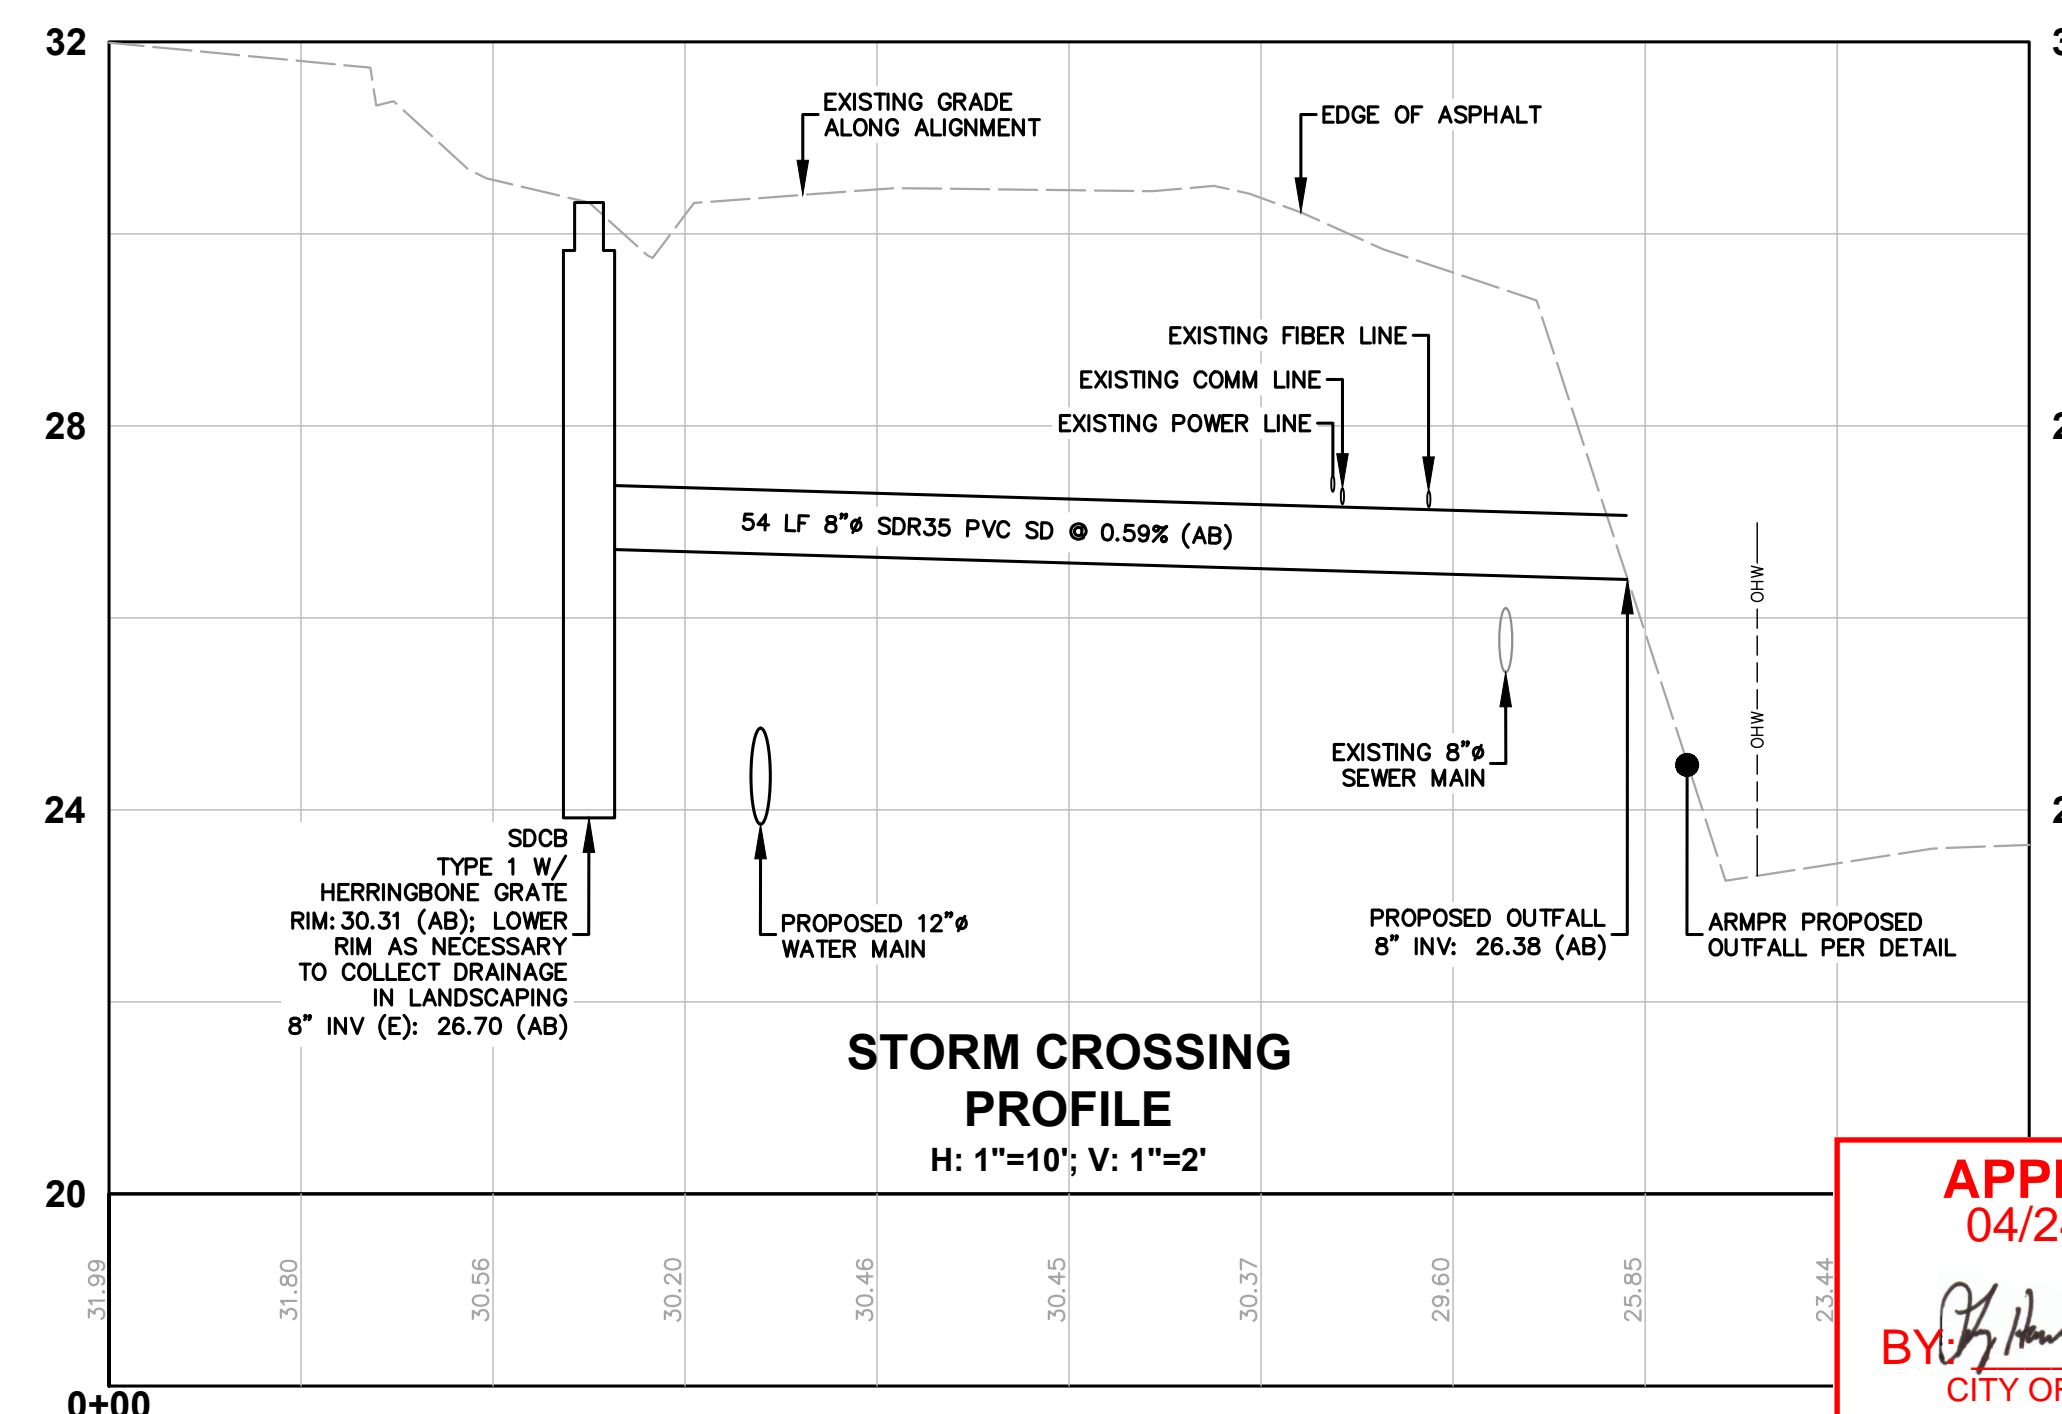 32
28
24
20
EXISTING GRADE
ALONG ALIGNMENT
EDGE OF ASPHALT
EXISTING FIBER LINE
EXISTING COMM LINE
EXISTING POWER LINE
54 LF 8"ø SDR35 PVC SD @ 0.59% (AB)
OHW
OHW
EXISTING 8"ø
SEWER MAIN
SDCB
TYPE 1 W/
HERRINGBONE GRATE
RIM: 30.31 (AB); LOWER
RIM AS NECESSARY
TO COLLECT DRAINAGE
IN LANDSCAPING
8" INV (E): 26.70 (AB)
PROPOSED 12"ø
WATER MAIN
PROPOSED OUTFALL
8" INV: 26.38 (AB)
ARMPR PROPOSED
OUTFALL PER DETAIL
STORM CROSSING
PROFILE
H: 1"=10'; V: 1"=2'
31.99
31.80
30.56
30.20
30.46
30.45
30.37
29.60
25.85
23.44
0+00
04/2
BY:
CITY OF